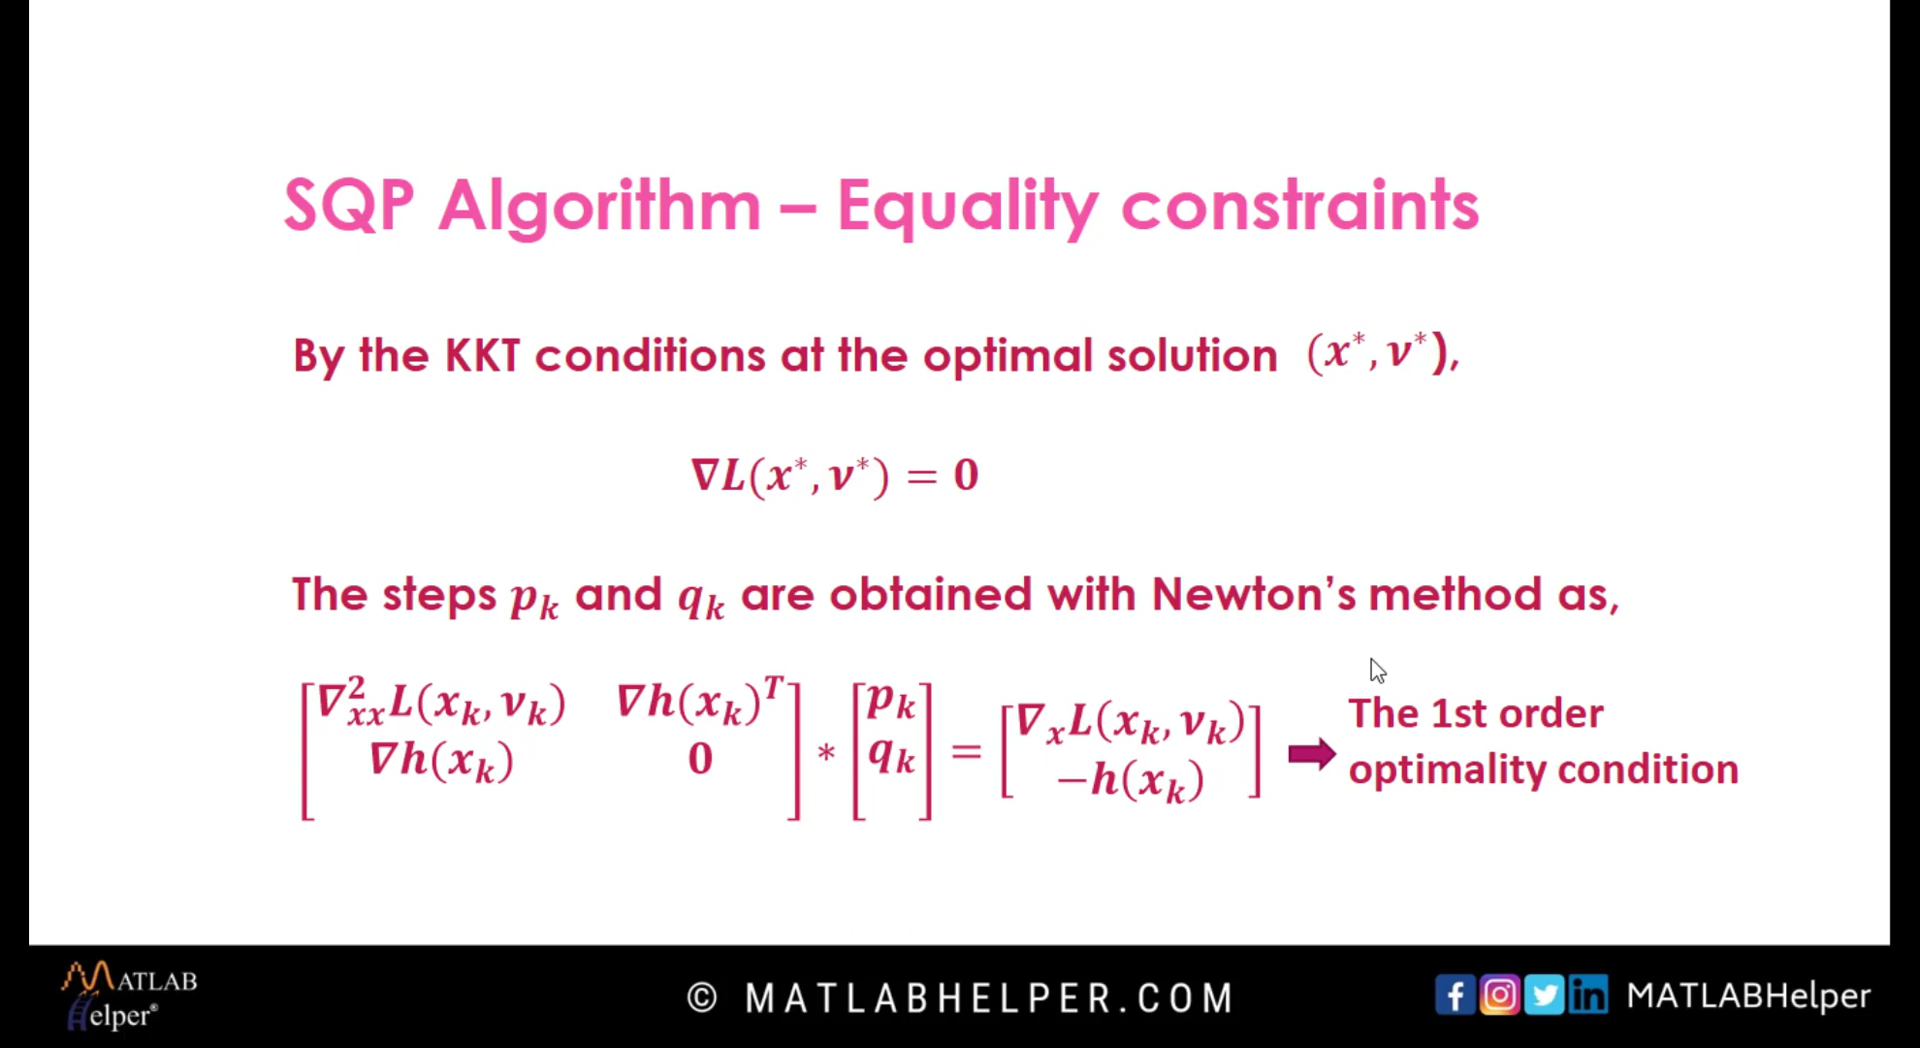 SQP Algorithm – Equality constraints
By the KKT conditions at the optimal solution (x*, ν*),
∇L(x*, ν*) = 0
The steps pₖ and qₖ are obtained with Newton's method as,
[∇²ₓₓL(xₖ, νₖ) ∇h(xₖ)ᵀ; ∇h(xₖ) 0] * [pₖ; qₖ] = [∇ₓL(xₖ, νₖ); −h(xₖ)] ➡ The 1st order
optimality condition
MATLAB
Helper®
© MATLABHELPER.COM
MATLABHelper